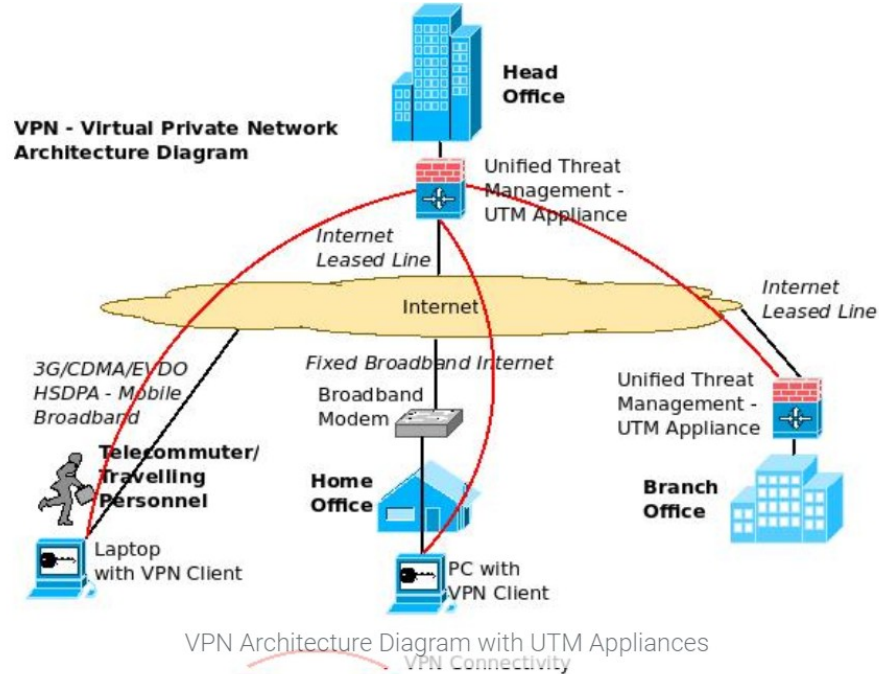 Head
Office
VPN - Virtual Private Network
Architecture Diagram
Unified Threat
Management -
UTM Appliance
Internet
Leased Line
Internet
Internet
Leased Line
3G/CDMA/EVDO
HSDPA - Mobile
Broadband
Fixed Broadband Internet
Broadband
Modem
Unified Threat
Management -
UTM Appliance
Telecommuter/
Travelling
Personnel
Home
Office
Branch
Office
Laptop
with VPN Client
PC with
VPN Client
VPN Architecture Diagram with UTM Appliances
VPN Connectivity